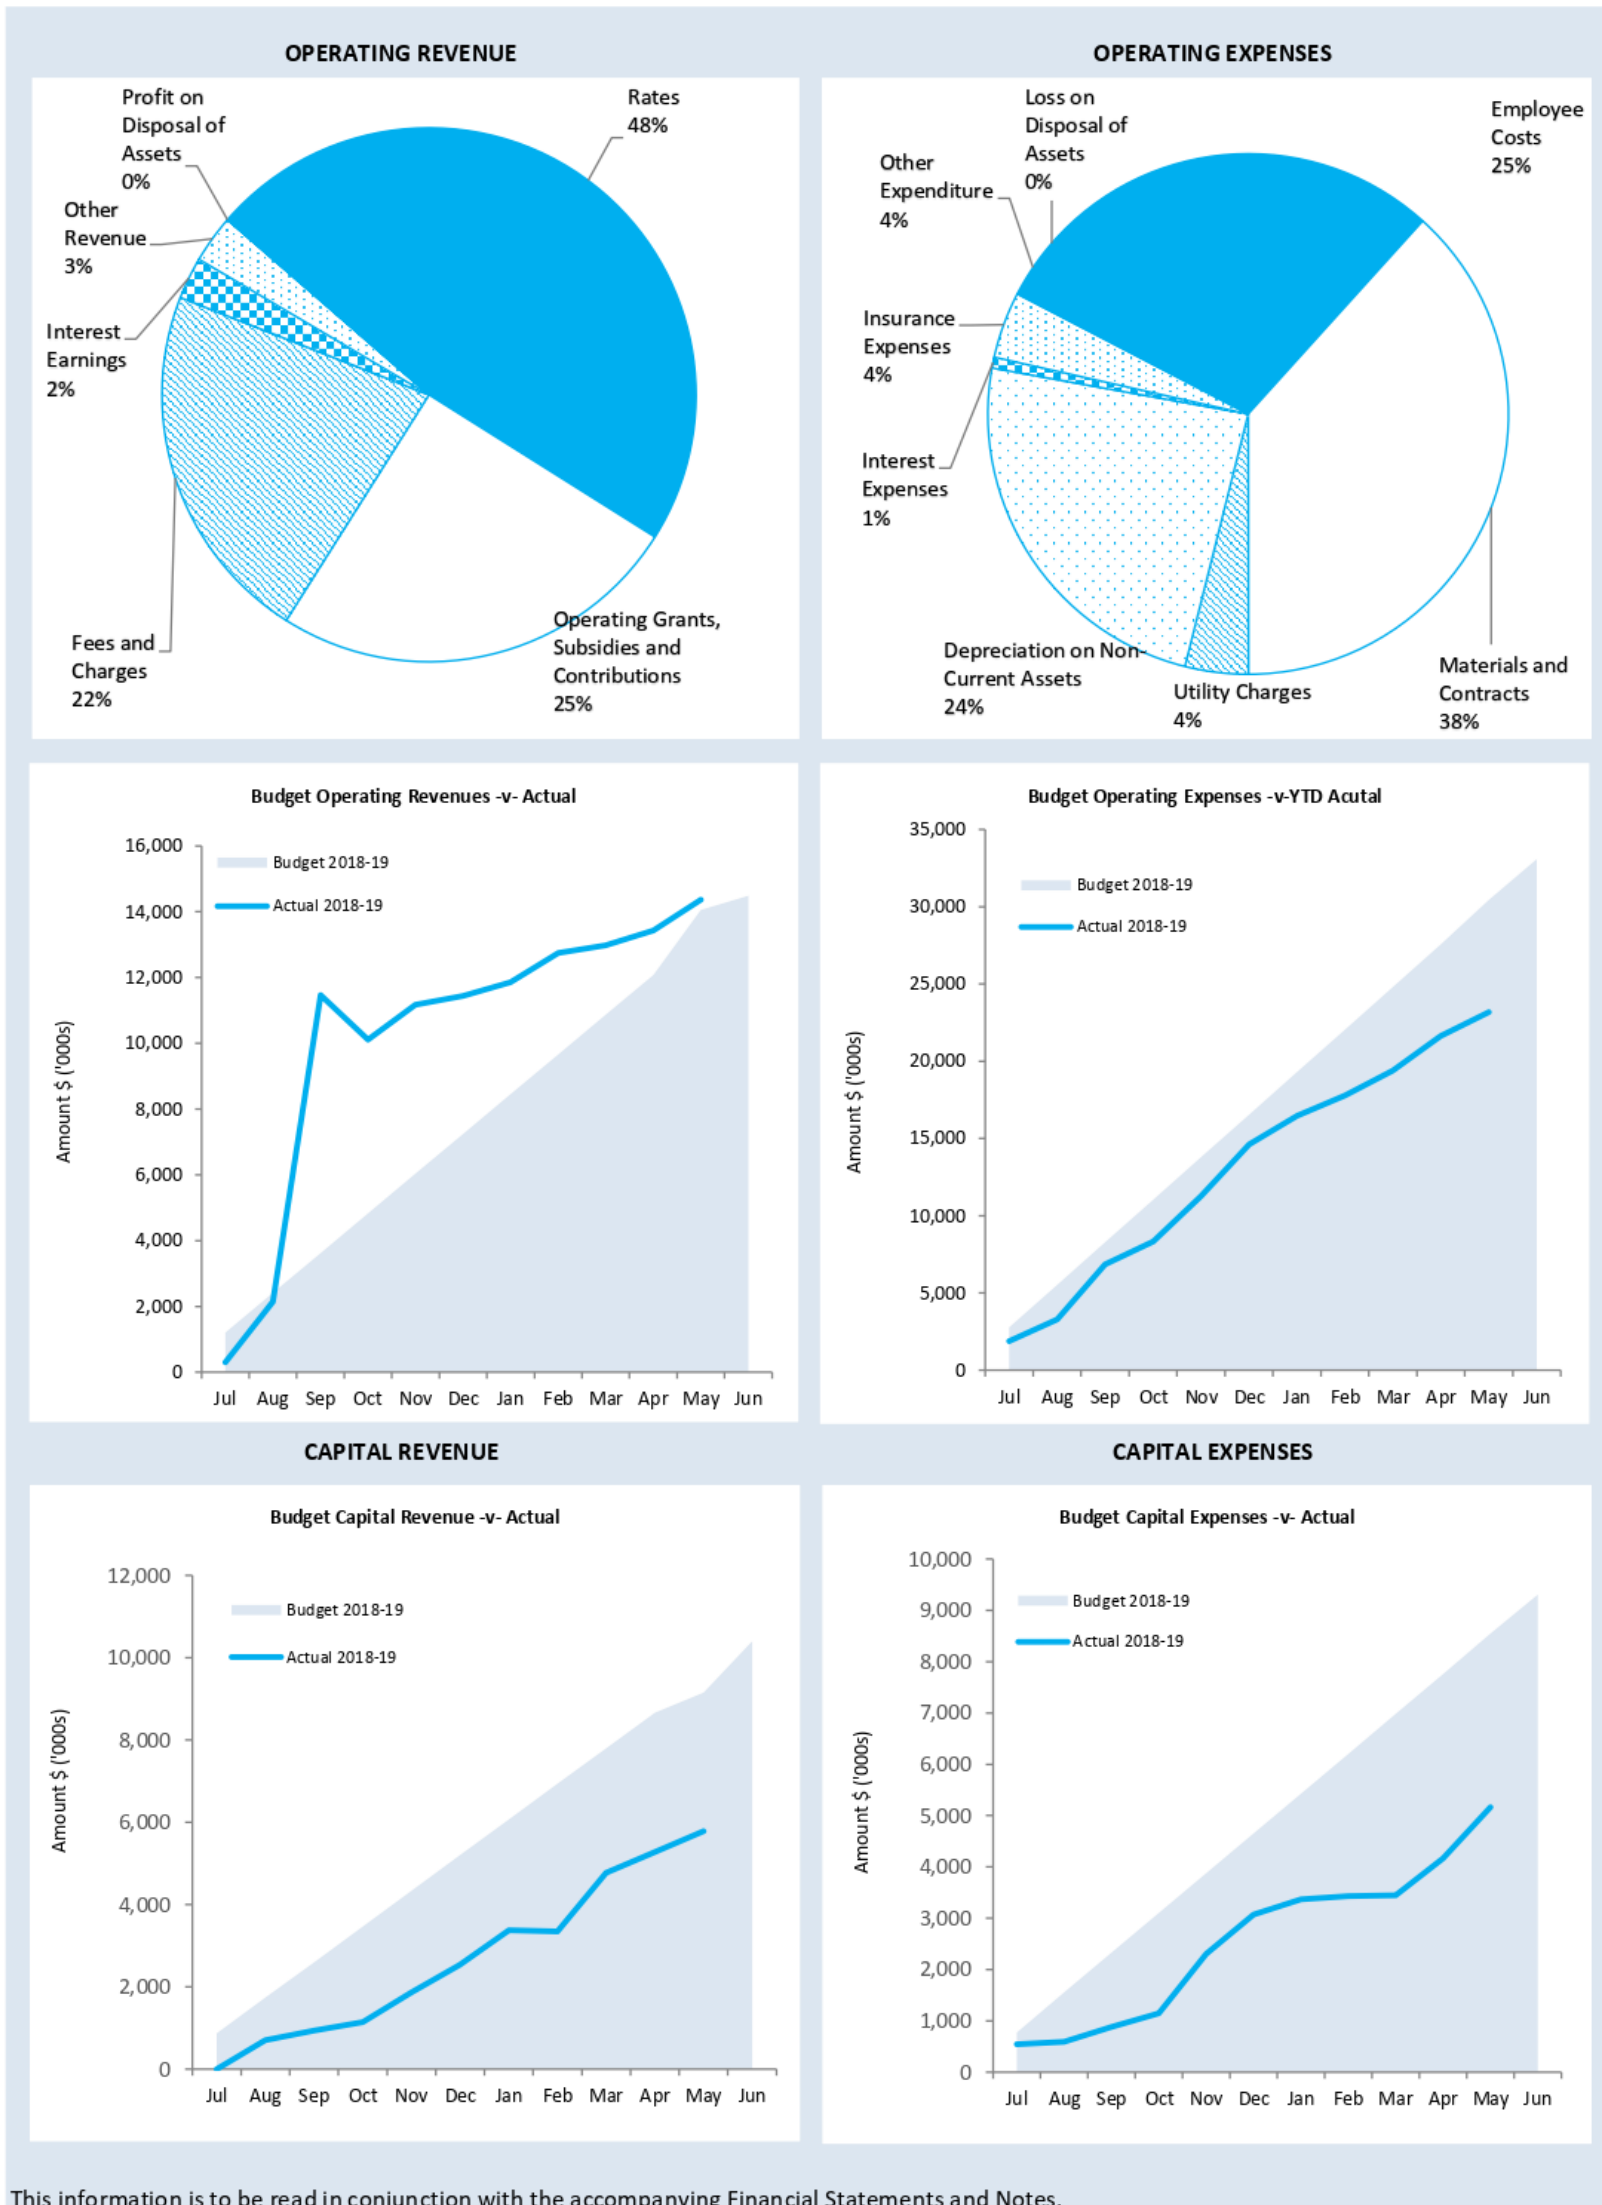 OPERATING REVENUE
Profit on
Disposal of
Assets
0%
Rates
48%
Other
Revenue
3%
Interest
Earnings
2%
Fees and
Charges
22%
Operating Grants,
Subsidies and
Contributions
25%
OPERATING EXPENSES
Loss on
Disposal of
Assets
0%
Employee
Costs
25%
Other
Expenditure
4%
Insurance
Expenses
4%
Interest
Expenses
1%
Depreciation on Non-
Current Assets
24%
Utility Charges
4%
Materials and
Contracts
38%
Budget Operating Revenues -v- Actual
Budget 2018-19
Actual 2018-19
Amount $ ('000s)
16,000
14,000
12,000
10,000
8,000
6,000
4,000
2,000
0
Jul Aug Sep Oct Nov Dec Jan Feb Mar Apr May Jun
Budget Operating Expenses -v-YTD Acutal
Budget 2018-19
Actual 2018-19
Amount $ ('000s)
35,000
30,000
25,000
20,000
15,000
10,000
5,000
0
Jul Aug Sep Oct Nov Dec Jan Feb Mar Apr May Jun
CAPITAL REVENUE
Budget Capital Revenue -v- Actual
Budget 2018-19
Actual 2018-19
Amount $ ('000s)
12,000
10,000
8,000
6,000
4,000
2,000
0
Jul Aug Sep Oct Nov Dec Jan Feb Mar Apr May Jun
CAPITAL EXPENSES
Budget Capital Expenses -v- Actual
Budget 2018-19
Actual 2018-19
Amount $ ('000s)
10,000
9,000
8,000
7,000
6,000
5,000
4,000
3,000
2,000
1,000
0
Jul Aug Sep Oct Nov Dec Jan Feb Mar Apr May Jun
This information is to be read in conjunction with the accompanying Financial Statements and Notes.